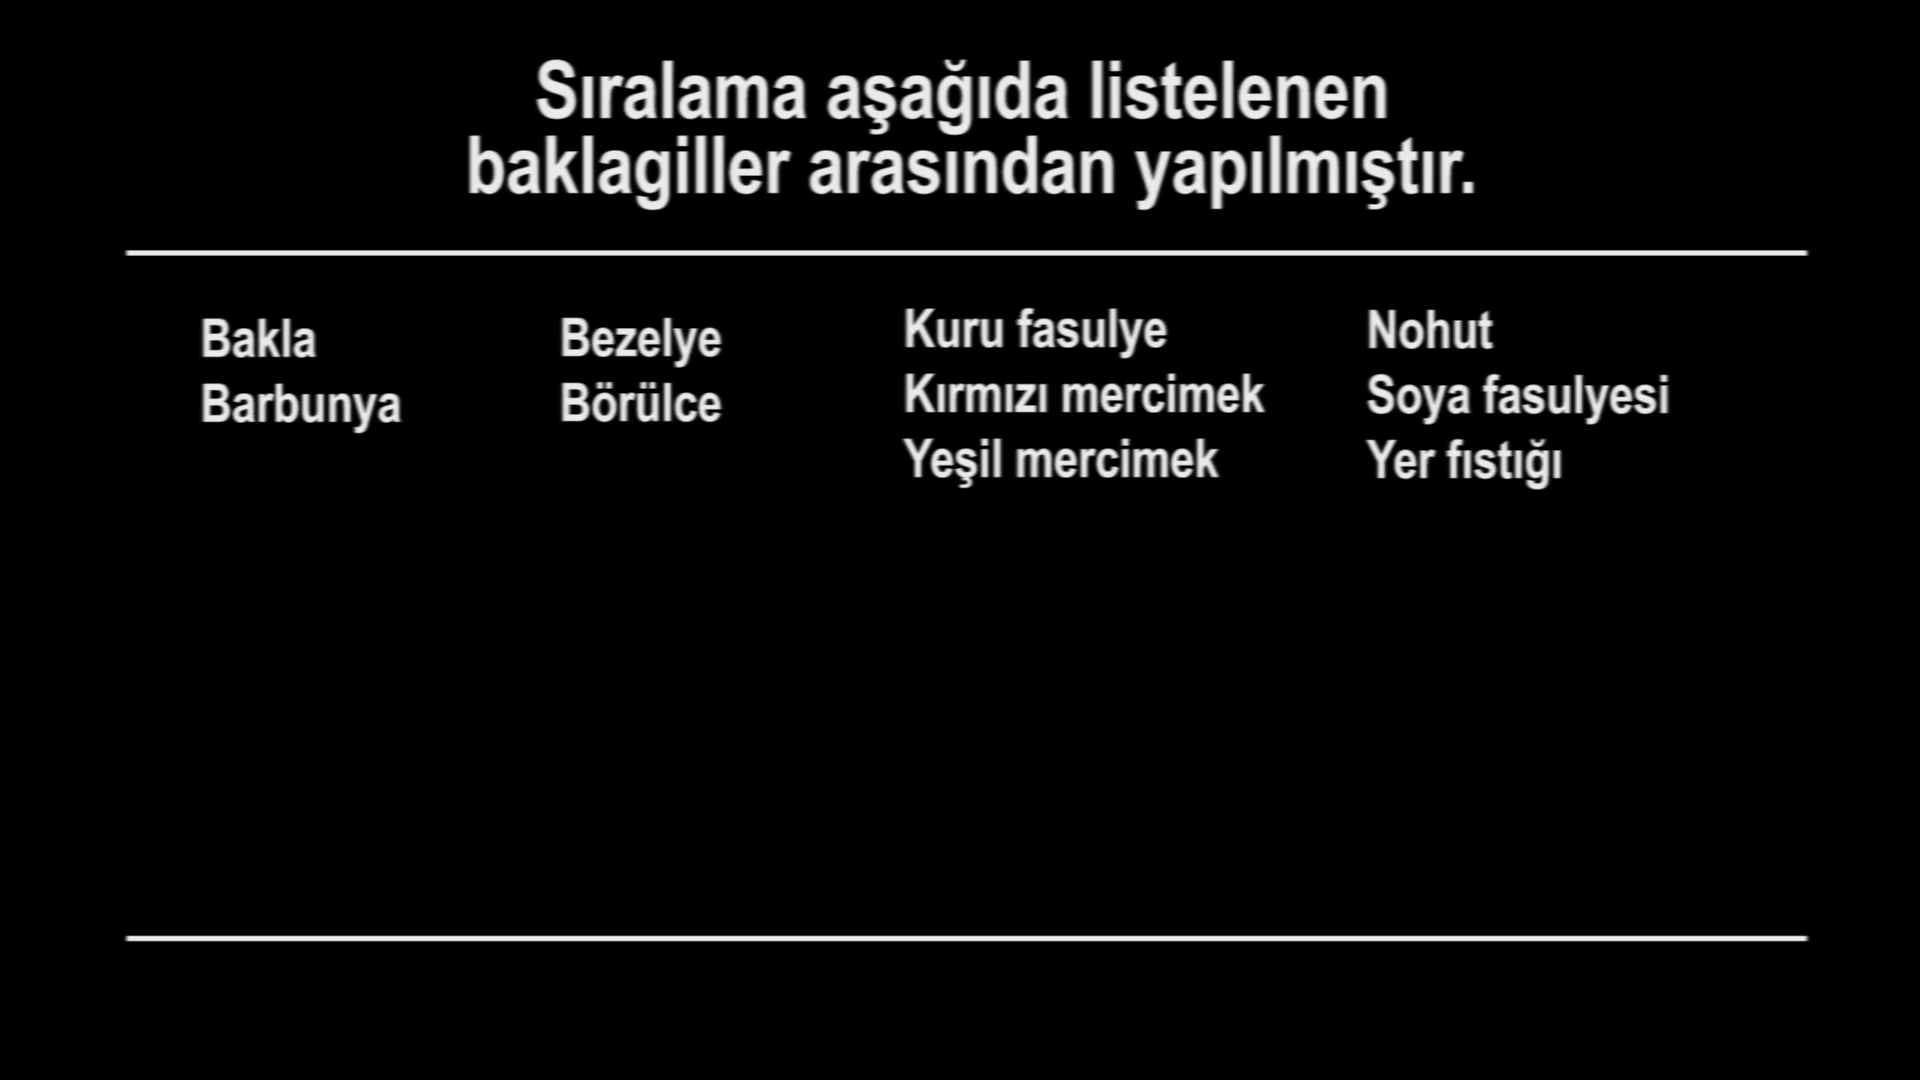 Sıralama aşağıda listelenen
baklagiller arasından yapılmıştır.
Bakla
Barbunya
Bezelye
Börülce
Kuru fasulye
Kırmızı mercimek
Yeşil mercimek
Nohut
Soya fasulyesi
Yer fıstığı